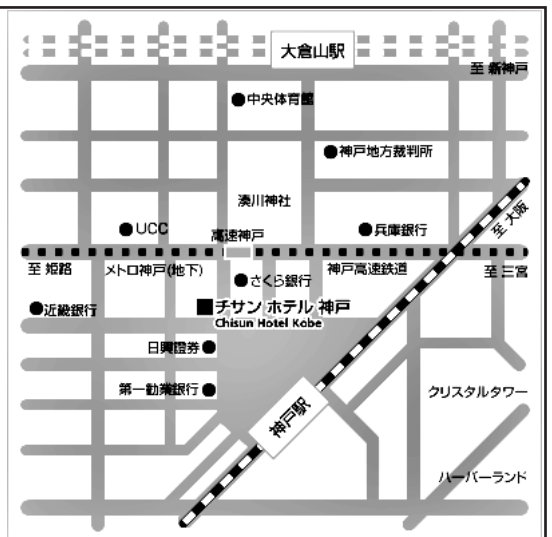 大倉山駅
至 新神戸
中央体育館
神戸地方裁判所
湊川神社
至 大阪
UCC
高速神戸
兵庫銀行
至 姫路
メトロ神戸(地下)
神戸高速鉄道
至 三宮
さくら銀行
近畿銀行
チサン ホテル 神戸
Chisun Hotel Kobe
日興證券
第一勧業銀行
クリスタルタワー
神戸駅
ハーバーランド